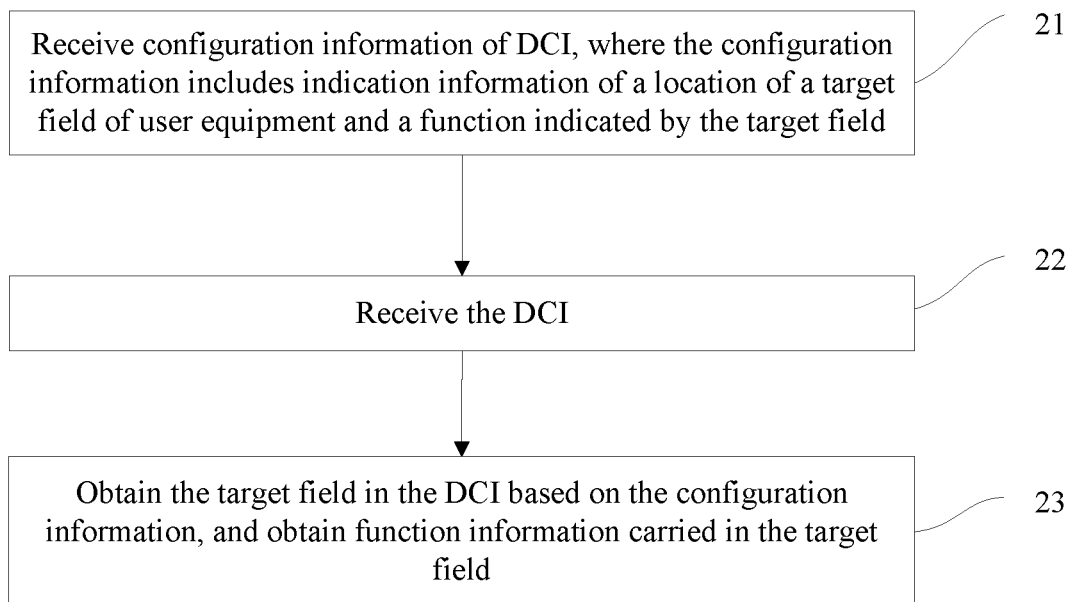 Receive configuration information of DCI, where the configuration
information includes indication information of a location of a target
field of user equipment and a function indicated by the target field
21
Receive the DCI
22
Obtain the target field in the DCI based on the configuration
information, and obtain function information carried in the target
field
23